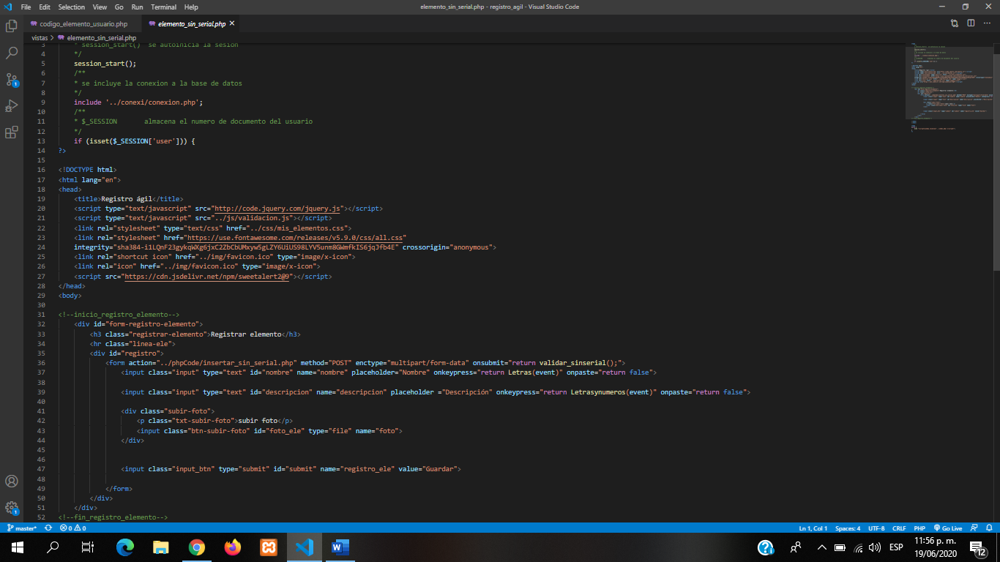 File Edit Selection View Go Run Terminal Help elemento_sin_serial.php - registro_agil - Visual Studio Code
codigo_elemento_usuario.php elemento_sin_serial.php
vistas > elemento_sin_serial.php
3 * session_start() se autoinicia la sesion
4 */
5 session_start();
6 /**
7 * se incluye la conexion a la base de datos
8 */
9 include '../conexi/conexion.php';
10 /**
11 * $_SESSION almacena el numero de documento del usuario
12 */
13 if (isset($_SESSION['user'])) {
14 ?>
15
16 <!DOCTYPE html>
17 <html lang="en">
18 <head>
19 <title>Registro ágil</title>
20 <script type="text/javascript" src="http://code.jquery.com/jquery.js"></script>
21 <script type="text/javascript" src="../js/validacion.js"></script>
22 <link rel="stylesheet" type="text/css" href="../css/mis_elementos.css">
23 <link rel="stylesheet" href="https://use.fontawesome.com/releases/v5.9.0/css/all.css"
24 integrity="sha384-i1LQnF23gykqWXg6jxC2ZbCbUMxyw5gLZY6UiUS98LYV5unm8GWmfkIS6jqJfb4E" crossorigin="anonymous">
25 <link rel="shortcut icon" href="../img/favicon.ico" type="image/x-icon">
26 <link rel="icon" href="../img/favicon.ico" type="image/x-icon">
27 <script src="https://cdn.jsdelivr.net/npm/sweetalert2@9"></script>
28 </head>
29 <body>
30
31 <!--inicio_registro_elemento-->
32 <div id="form-registro-elemento">
33 <h3 class="registrar-elemento">Registrar elemento</h3>
34 <hr class="linea-ele">
35 <div id="registro">
36 <form action="../phpCode/insertar_sin_serial.php" method="POST" enctype="multipart/form-data" onsubmit="return validar_sinserial();">
37 <input class="input" type="text" id="nombre" name="nombre" placeholder="Nombre" onkeypress="return Letras(event)" onpaste="return false">
38
39 <input class="input" type="text" id="descripcion" name="descripcion" placeholder ="Descripción" onkeypress="return Letrasynumeros(event)" onpaste="return false">
40
41 <div class="subir-foto">
42 <p class="txt-subir-foto">subir foto</p>
43 <input class="btn-subir-foto" id="foto_ele" type="file" name="foto">
44 </div>
45
46
47 <input class="input_btn" type="submit" id="submit" name="registro_ele" value="Guardar">
48
49 </form>
50 </div>
51 </div>
52 <!--fin_registro_elemento-->
master* 0 0 Ln 1, Col 1 Spaces: 4 UTF-8 CRLF PHP Go Live
ESP 11:56 p. m.
19/06/2020 12